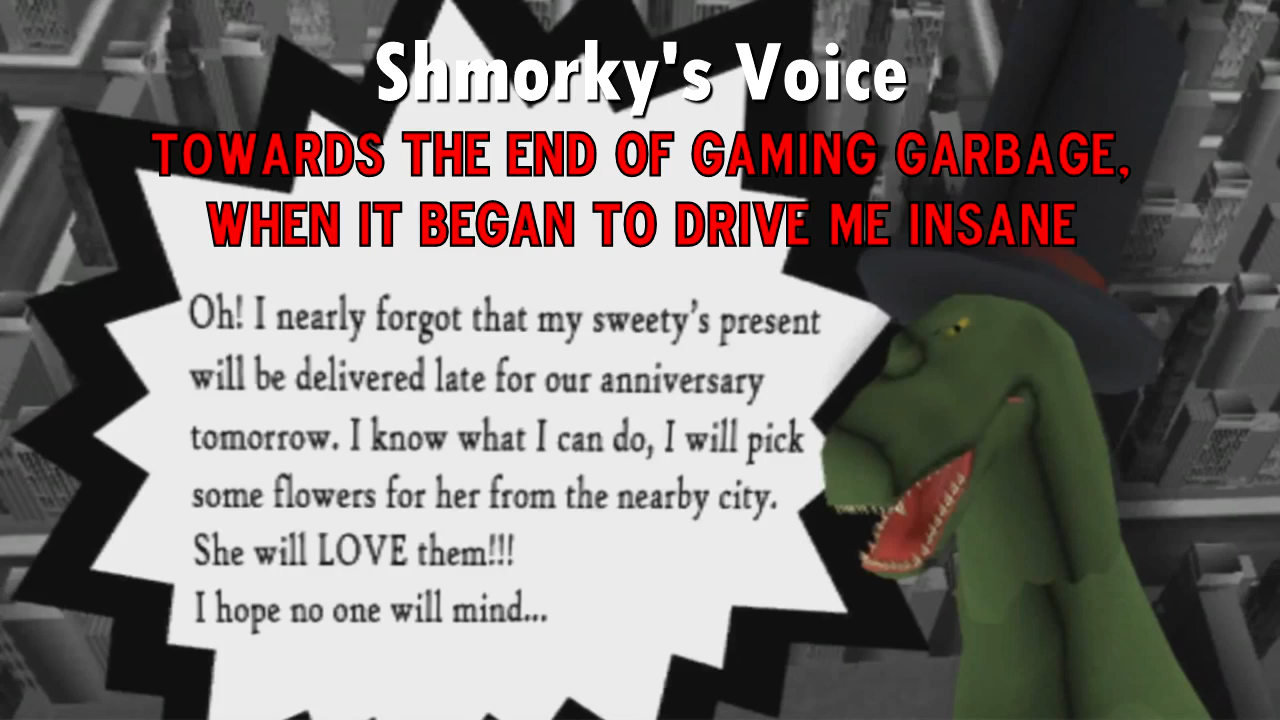 Shmorky's Voice
TOWARDS THE END OF GAMING GARBAGE,
WHEN IT BEGAN TO DRIVE ME INSANE
Oh! I nearly forgot that my sweety's present
will be delivered late for our anniversary
tomorrow. I know what I can do, I will pick
some flowers for her from the nearby city.
She will LOVE them!!!
I hope no one will mind...